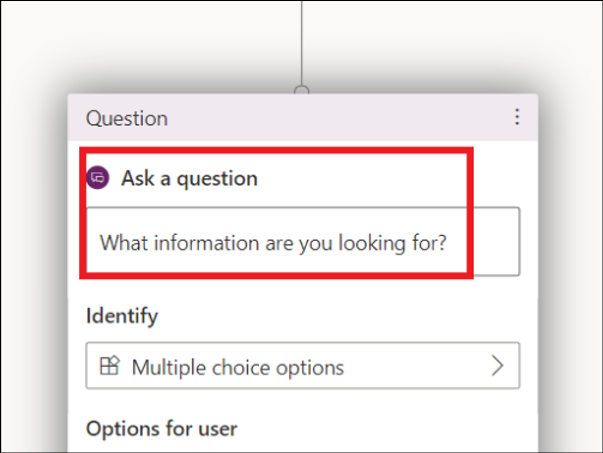 Question
Ask a question
What information are you looking for?
Identify
Multiple choice options
Options for user